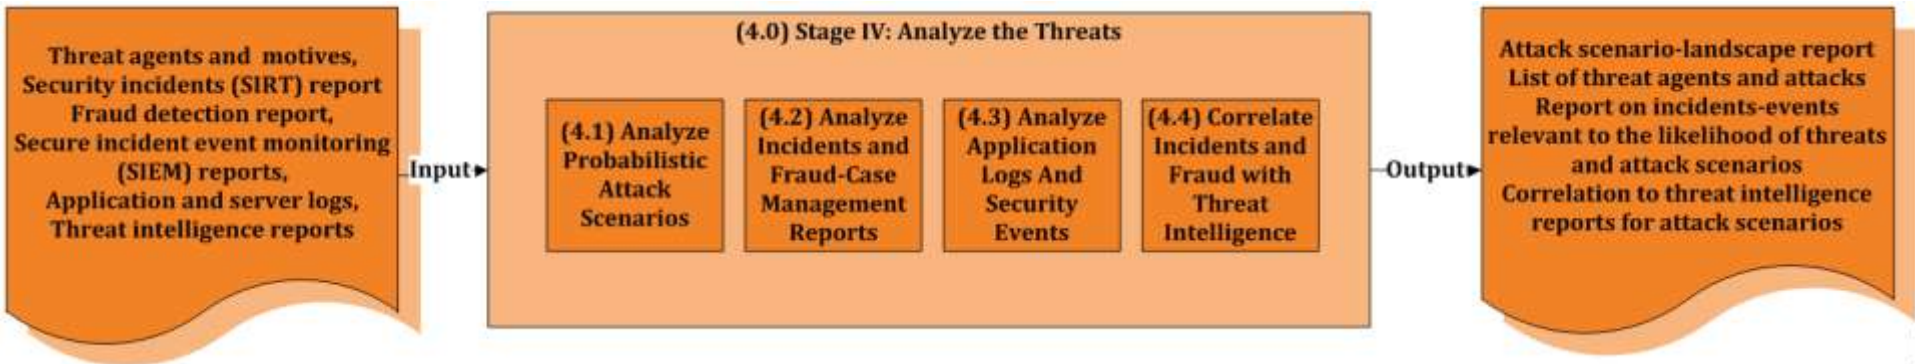 Threat agents and motives,
Security incidents (SIRT) report
Fraud detection report,
Secure incident event monitoring
(SIEM) reports,
Application and server logs,
Threat intelligence reports
Input
(4.0) Stage IV: Analyze the Threats
(4.1) Analyze
Probabilistic
Attack
Scenarios
(4.2) Analyze
Incidents and
Fraud-Case
Management
Reports
(4.3) Analyze
Application
Logs And
Security
Events
(4.4) Correlate
Incidents and
Fraud with
Threat
Intelligence
Output
Attack scenario-landscape report
List of threat agents and attacks
Report on incidents-events
relevant to the likelihood of threats
and attack scenarios
Correlation to threat intelligence
reports for attack scenarios